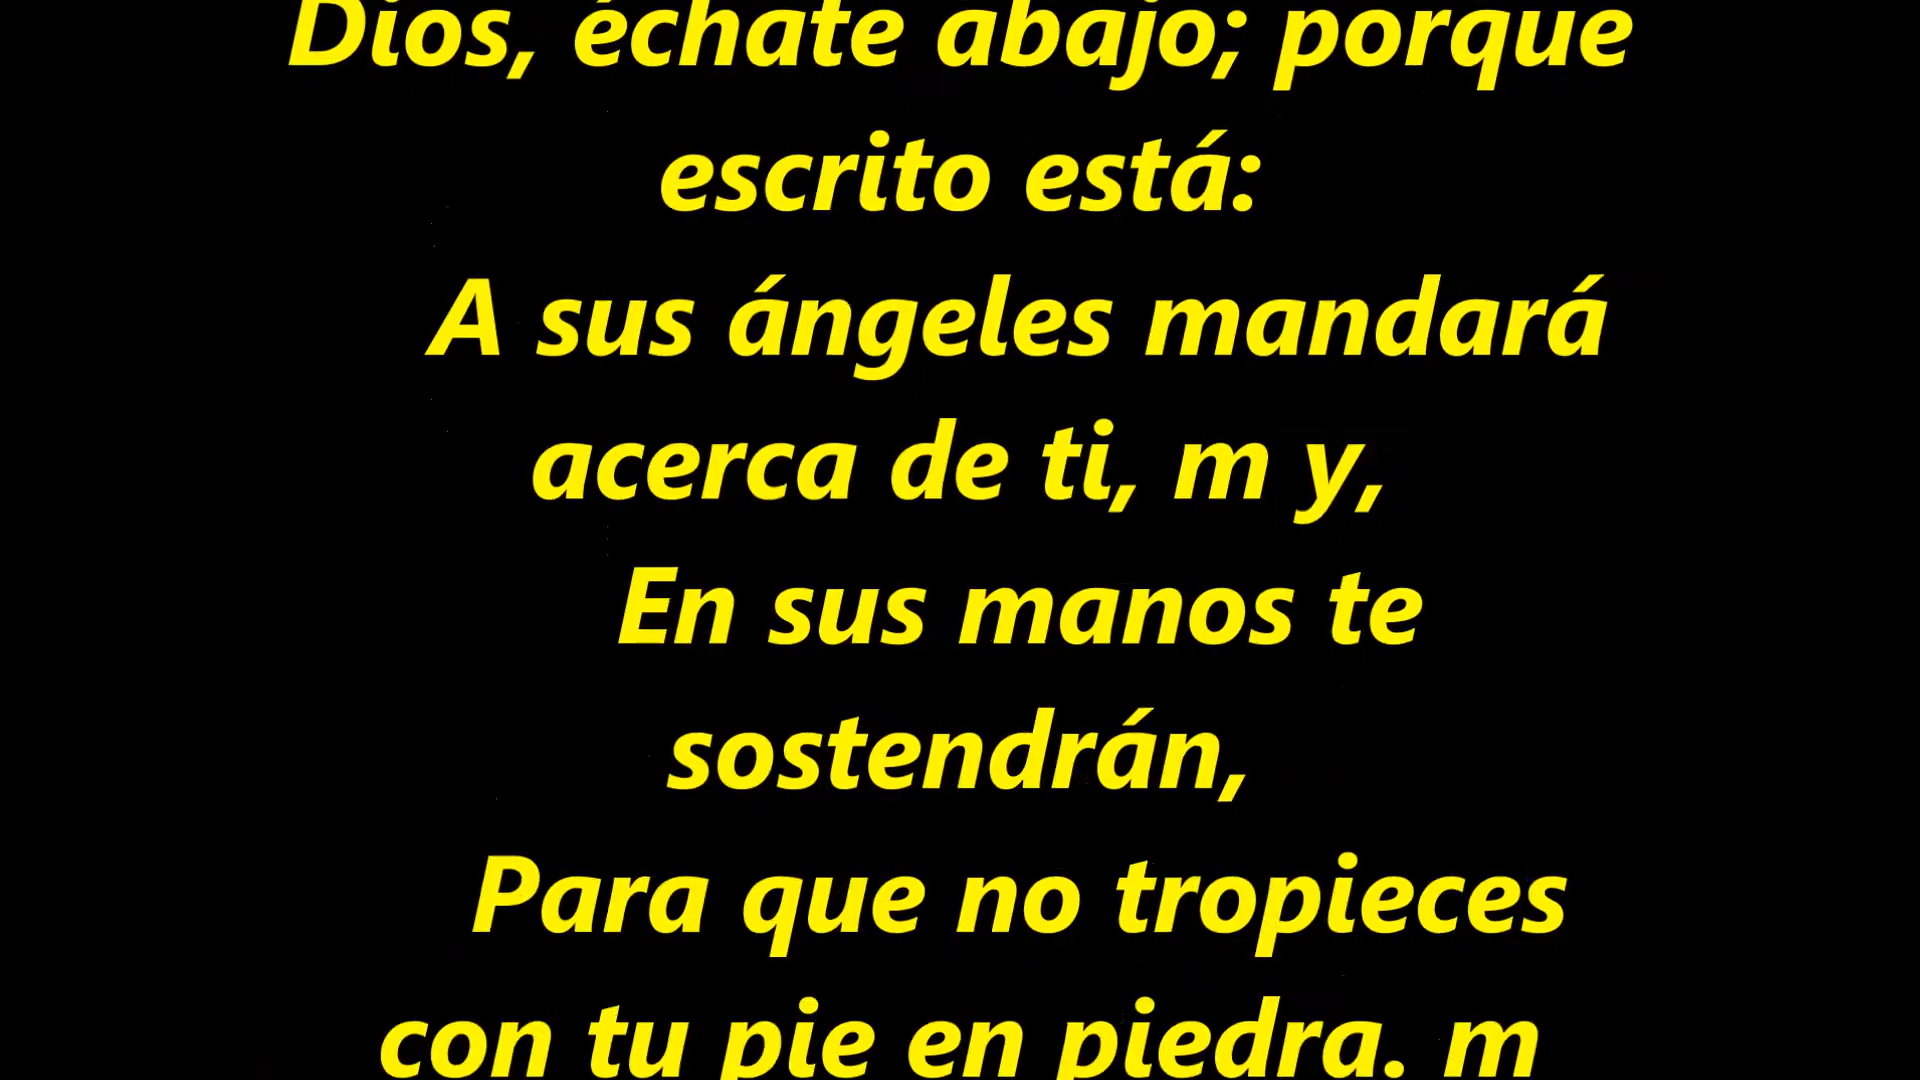 Dios, échate abajo; porque
escrito está:
A sus ángeles mandará
acerca de ti, m y,
En sus manos te
sostendrán,
Para que no tropieces
con tu pie en piedra. m